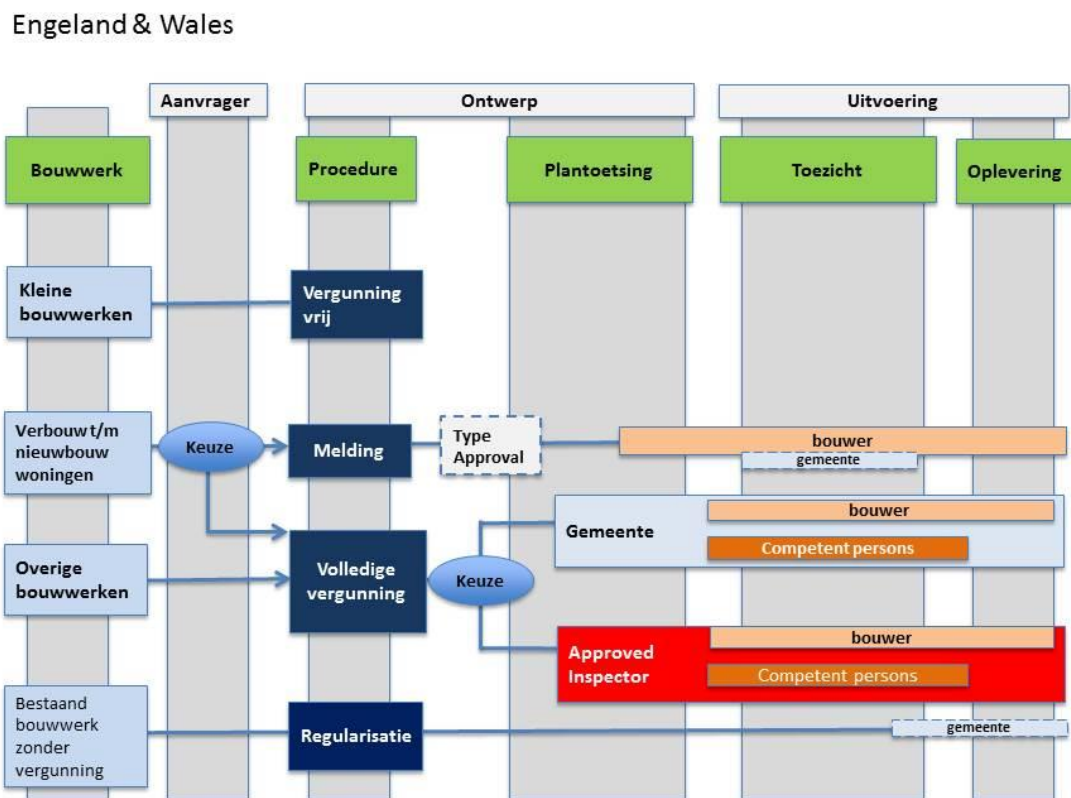 Engeland & Wales
Aanvrager
Ontwerp
Uitvoering
Bouwwerk
Procedure
Plantoetsing
Toezicht
Oplevering
Kleine
bouwwerken
Vergunning
vrij
Verbouw t/m
nieuwbouw
woningen
Keuze
Melding
Type
Approval
bouwer
gemeente
Overige
bouwwerken
Volledige
vergunning
Keuze
Gemeente
bouwer
Competent persons
Approved
Inspector
bouwer
Competent persons
Bestaand
bouwwerk
zonder
vergunning
Regularisatie
gemeente